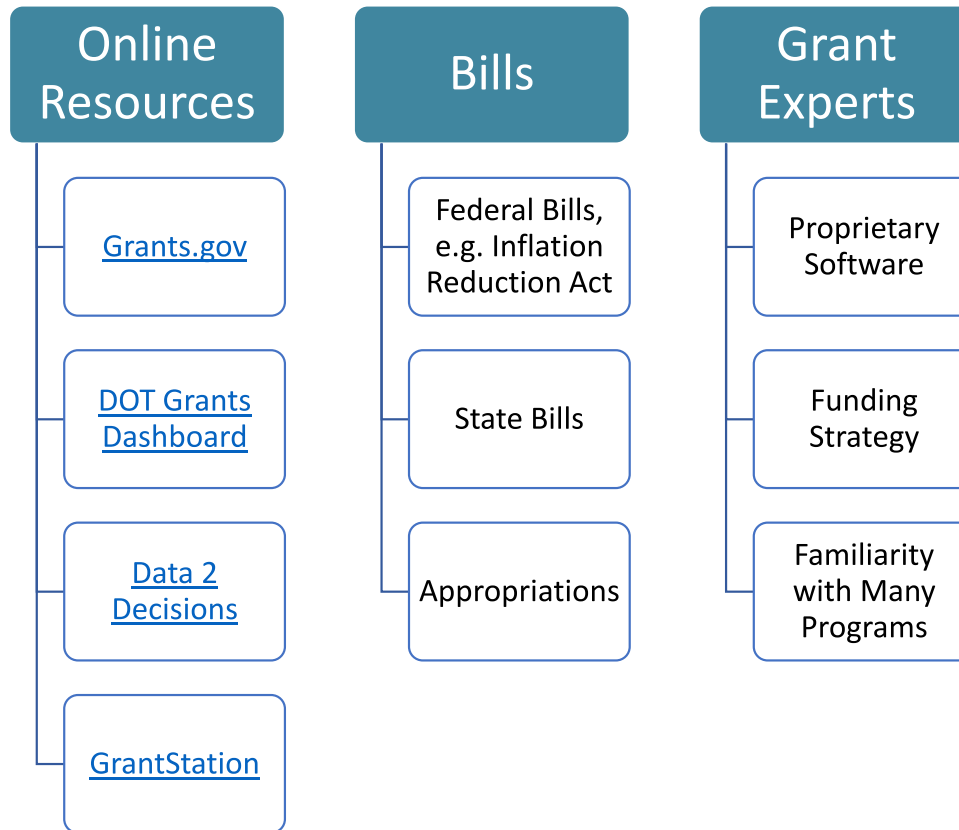 Online
Resources
Grants.gov
DOT Grants
Dashboard
Data 2
Decisions
GrantStation
Bills
Federal Bills,
e.g. Inflation
Reduction Act
State Bills
Appropriations
Grant
Experts
Proprietary
Software
Funding
Strategy
Familiarity
with Many
Programs